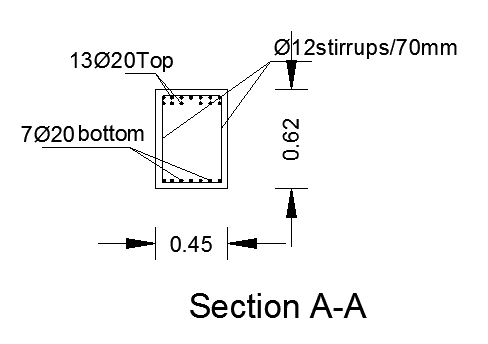 Ø12stirrups/70mm
13Ø20Top
7Ø20 bottom
0.62
0.45
Section A-A